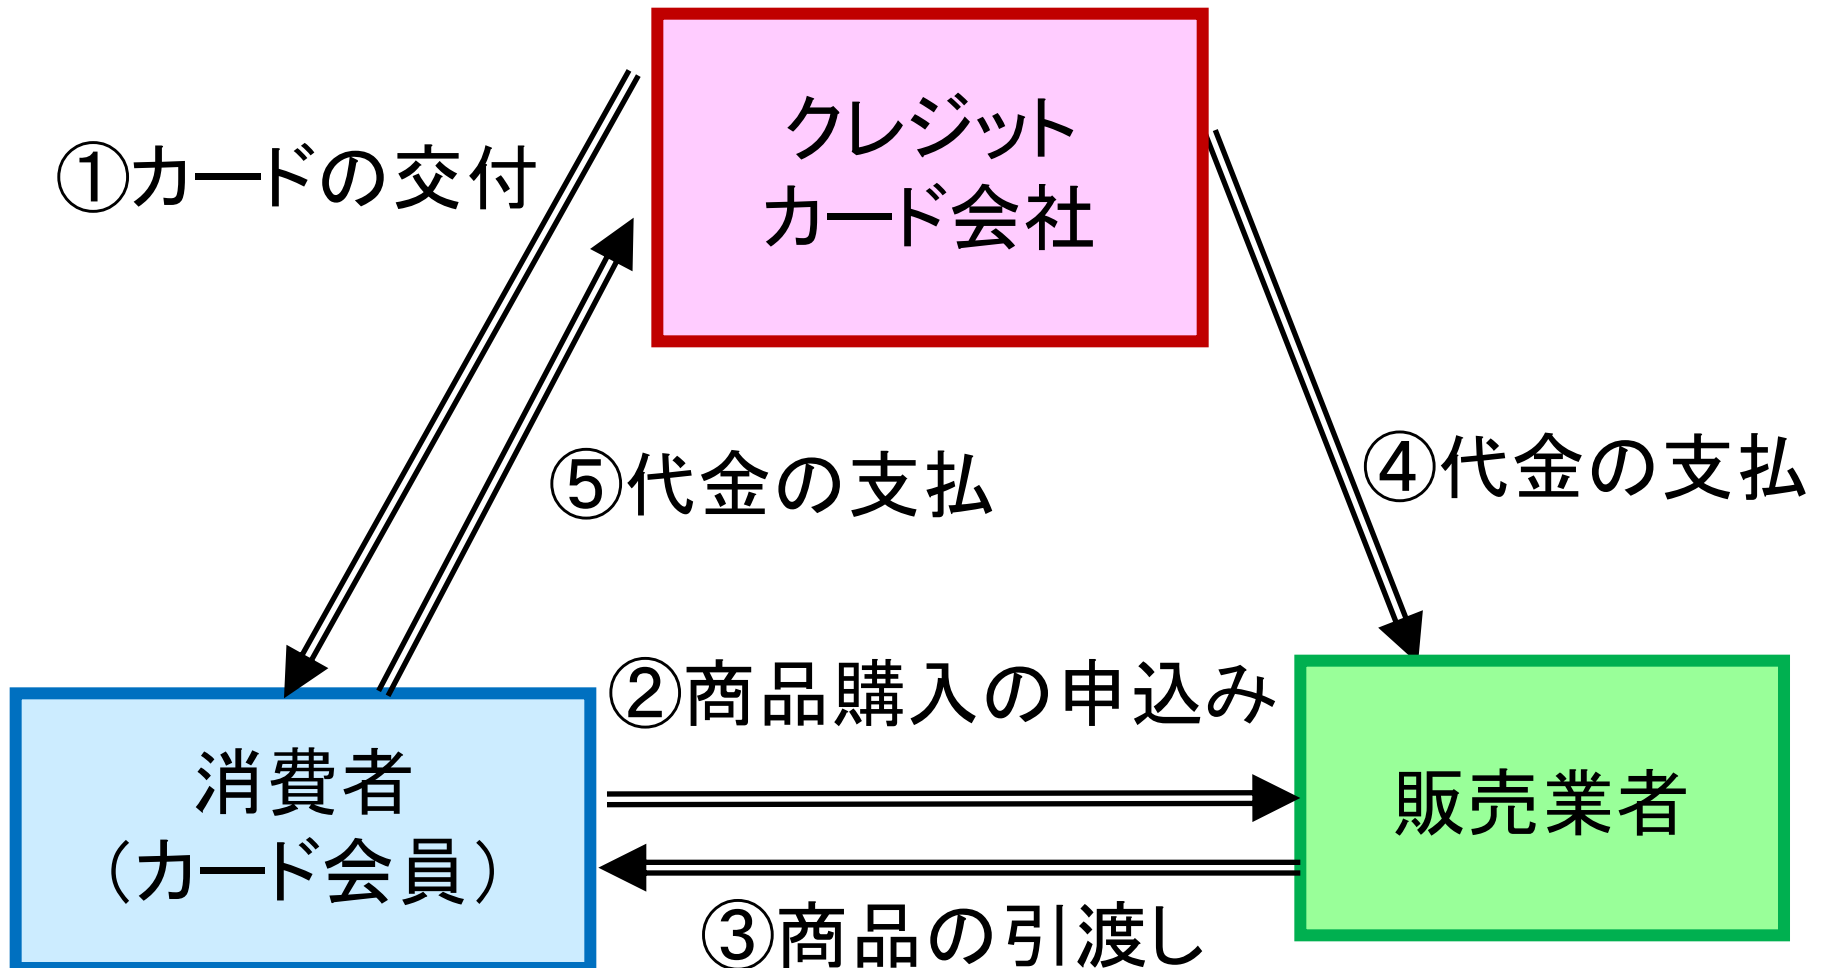 クレジット
カード会社
①カードの交付
⑤代金の支払
④代金の支払
②商品購入の申込み
消費者
（カード会員）
販売業者
③商品の引渡し